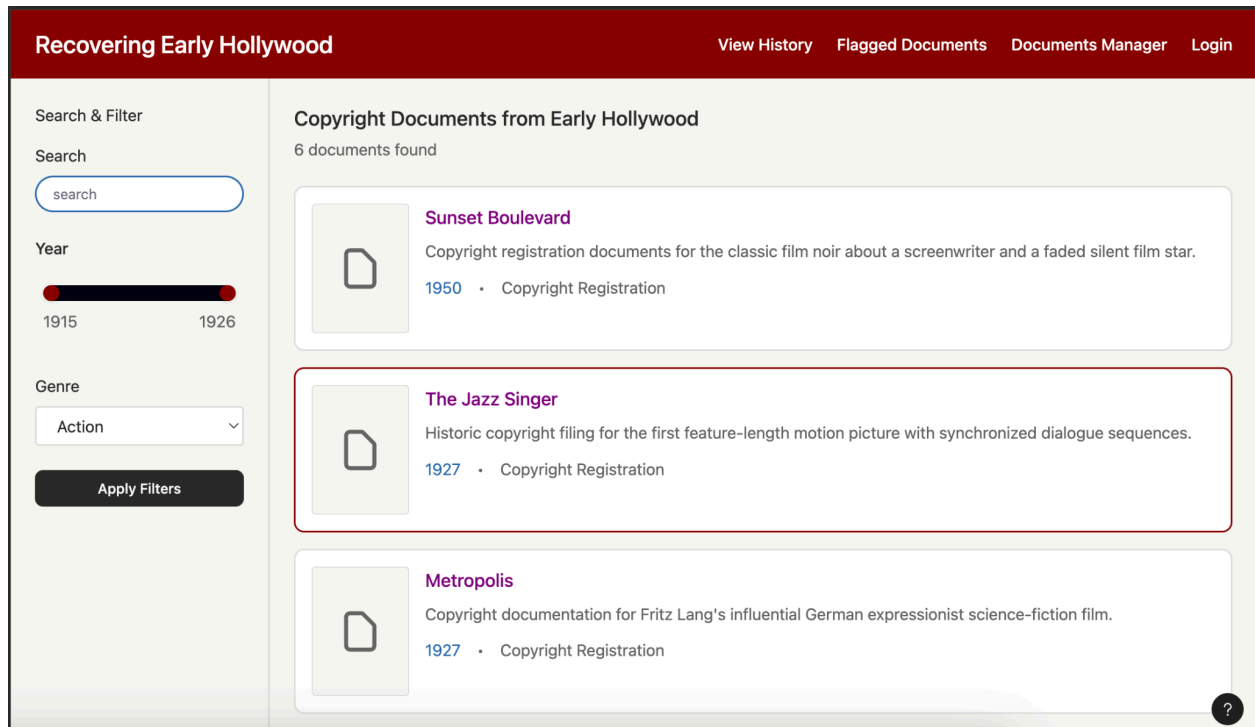 Recovering Early Hollywood
View History Flagged Documents Documents Manager Login
Search & Filter
Search
search
Year
1915 1926
Genre
Action
Apply Filters
Copyright Documents from Early Hollywood
6 documents found
Sunset Boulevard
Copyright registration documents for the classic film noir about a screenwriter and a faded silent film star.
1950 • Copyright Registration
The Jazz Singer
Historic copyright filing for the first feature-length motion picture with synchronized dialogue sequences.
1927 • Copyright Registration
Metropolis
Copyright documentation for Fritz Lang's influential German expressionist science-fiction film.
1927 • Copyright Registration
?